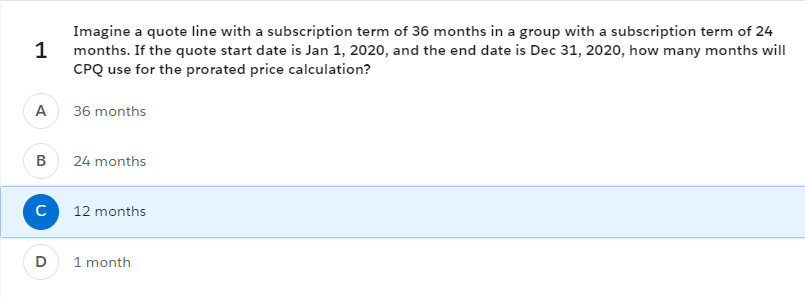 Imagine a quote line with a subscription term of 36 months in a group with a subscription term of 24
1 months. If the quote start date is Jan 1, 2020, and the end date is Dec 31, 2020, how many months will
CPQ use for the prorated price calculation?
A 36 months
B 24 months
C 12 months
D 1 month